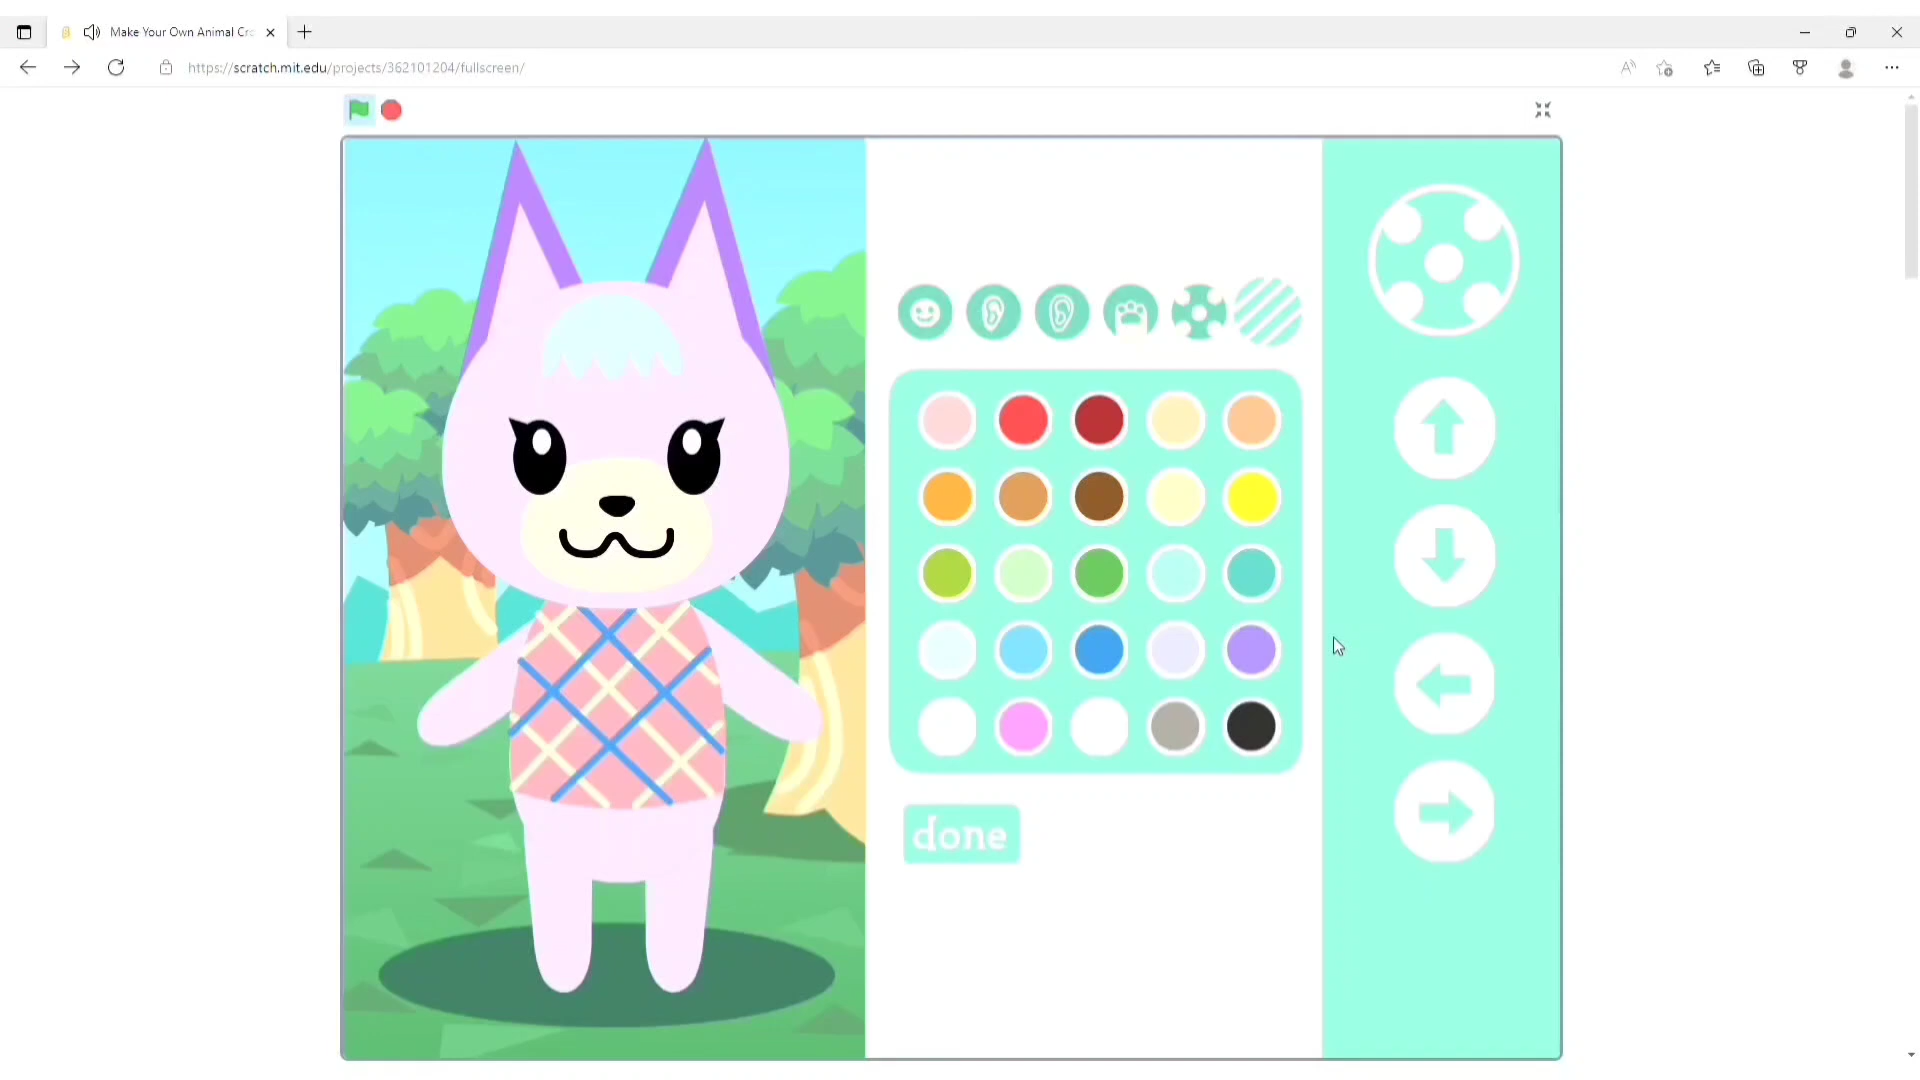 Make Your Own Animal Cr
https://scratch.mit.edu/projects/362101204/fullscreen/
done